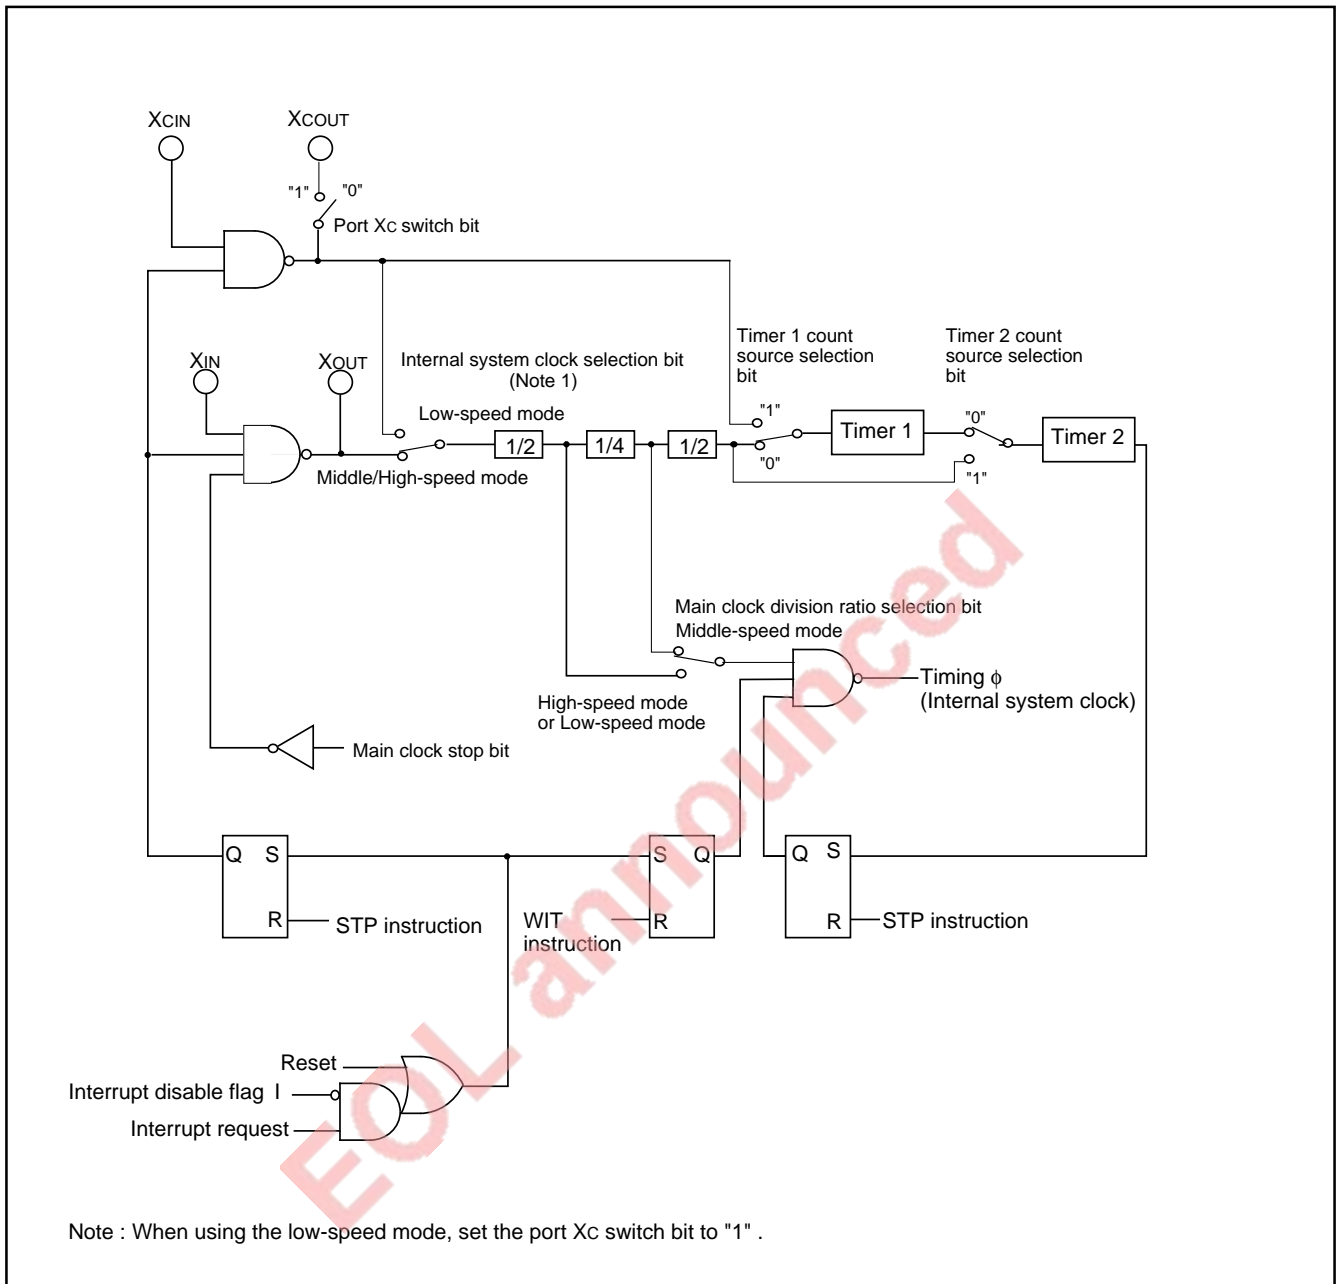 XCIN
XCOUT
"1"
"0"
Port XC switch bit
XIN
XOUT
Internal system clock selection bit
(Note 1)
Low-speed mode
Middle/High-speed mode
1/2
1/4
1/2
Timer 1 count
source selection
bit
"1"
"0"
Timer 1
Timer 2 count
source selection
bit
"0"
"1"
Timer 2
Main clock division ratio selection bit
Middle-speed mode
High-speed mode
or Low-speed mode
Timing ϕ
(Internal system clock)
Main clock stop bit
Q S
R
STP instruction
S Q
R
WIT
instruction
Q S
R
STP instruction
Reset
Interrupt disable flag I
Interrupt request
EOL announced
Note : When using the low-speed mode, set the port XC switch bit to "1" .